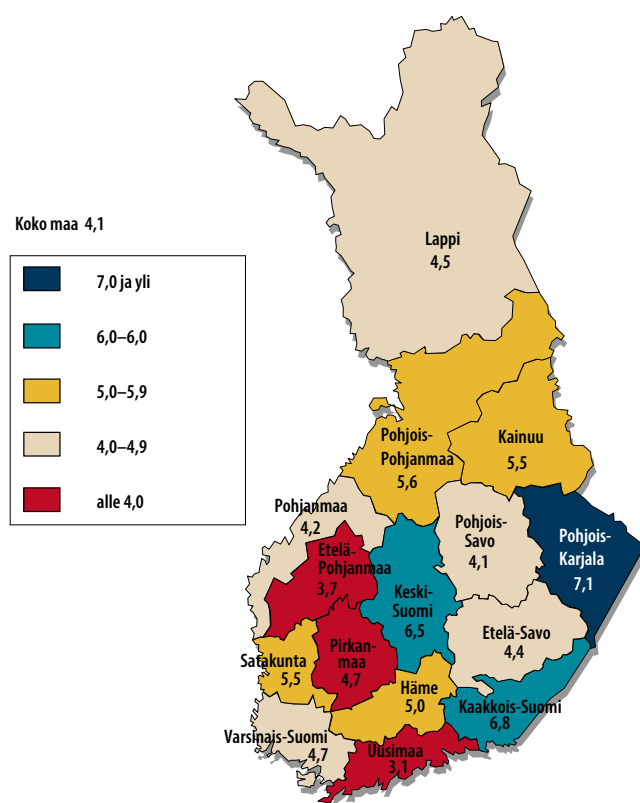 Koko maa 4,1
7,0 ja yli
6,0–6,0
5,0–5,9
4,0–4,9
alle 4,0
Lappi
4,5
Pohjois-
Pohjanmaa
5,6
Kainuu
5,5
Pohjanmaa
4,2
Etelä-
Pohjanmaa
3,7
Keski-
Suomi
6,5
Pohjois-
Savo
4,1
Pohjois-
Karjala
7,1
Etelä-Savo
4,4
Satakunta
5,5
Pirkan-
maa
4,7
Häme
5,0
Kaakkois-Suomi
6,8
Varsinais-Suomi
4,7
Uusimaa
3,1